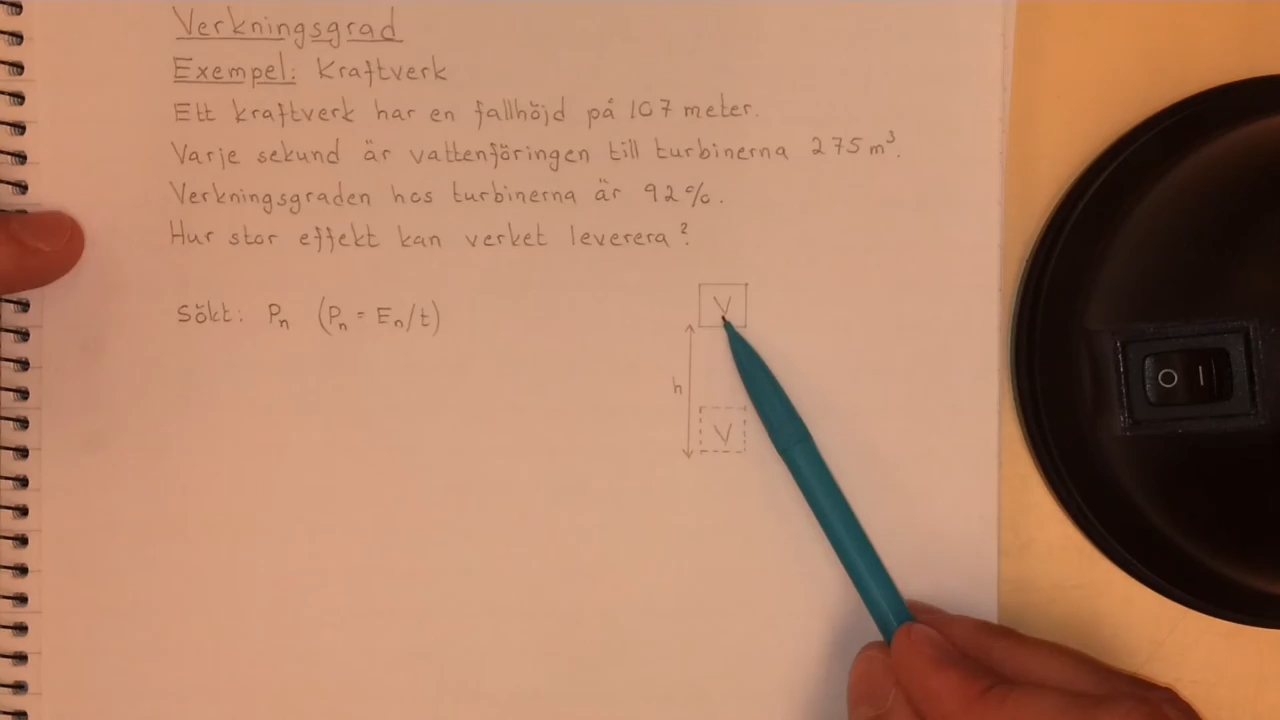 Verkningsgrad
Exempel: Kraftverk
Ett kraftverk har en fallhöjd på 107 meter.
Varje sekund är vattenföringen till turbinerna 275 m³.
Verkningsgraden hos turbinerna är 92%.
Hur stor effekt kan verket leverera?
Sökt: Pₙ (Pₙ = Eₙ/t)
V
h
V
O I